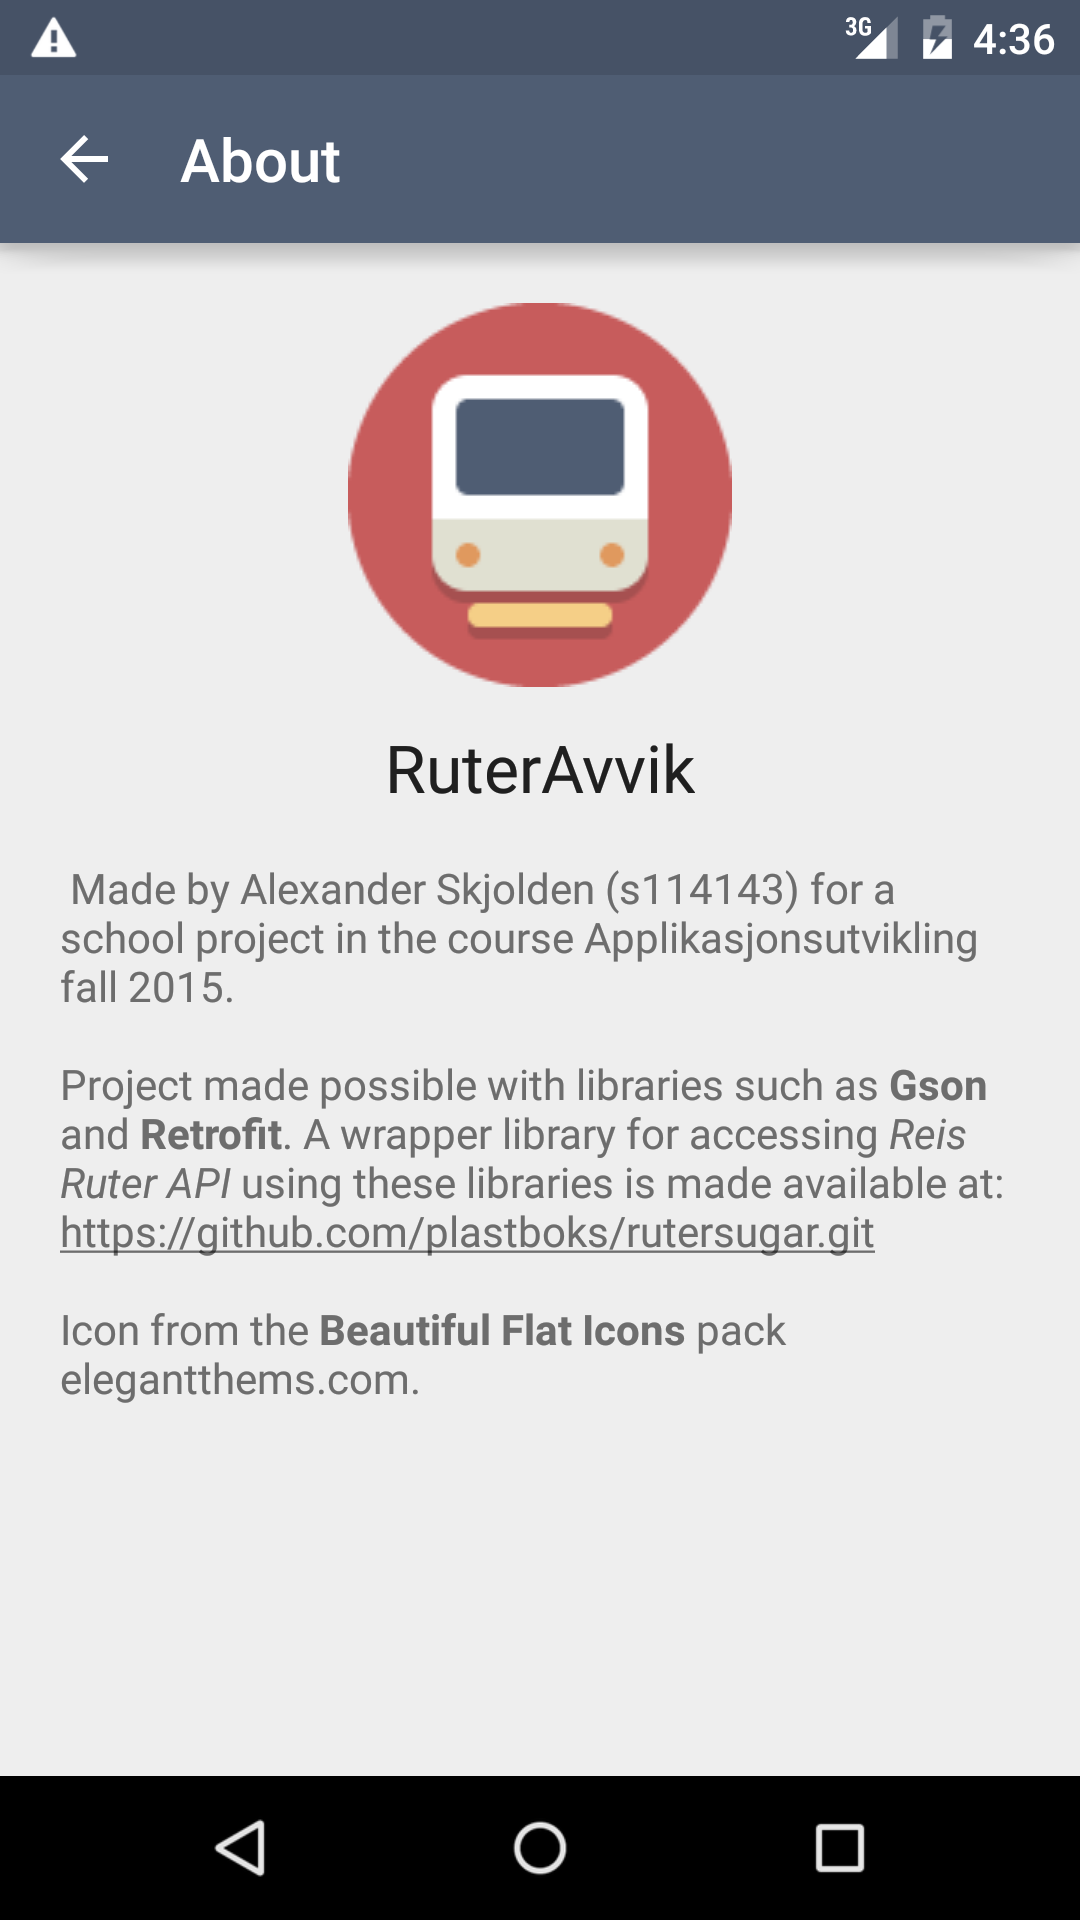 3G 4:36
About
RuterAvvik
Made by Alexander Skjolden (s114143) for a
school project in the course Applikasjonsutvikling
fall 2015.
Project made possible with libraries such as Gson
and Retrofit. A wrapper library for accessing Reis
Ruter API using these libraries is made available at:
https://github.com/plastboks/rutersugar.git
Icon from the Beautiful Flat Icons pack
elegantthems.com.